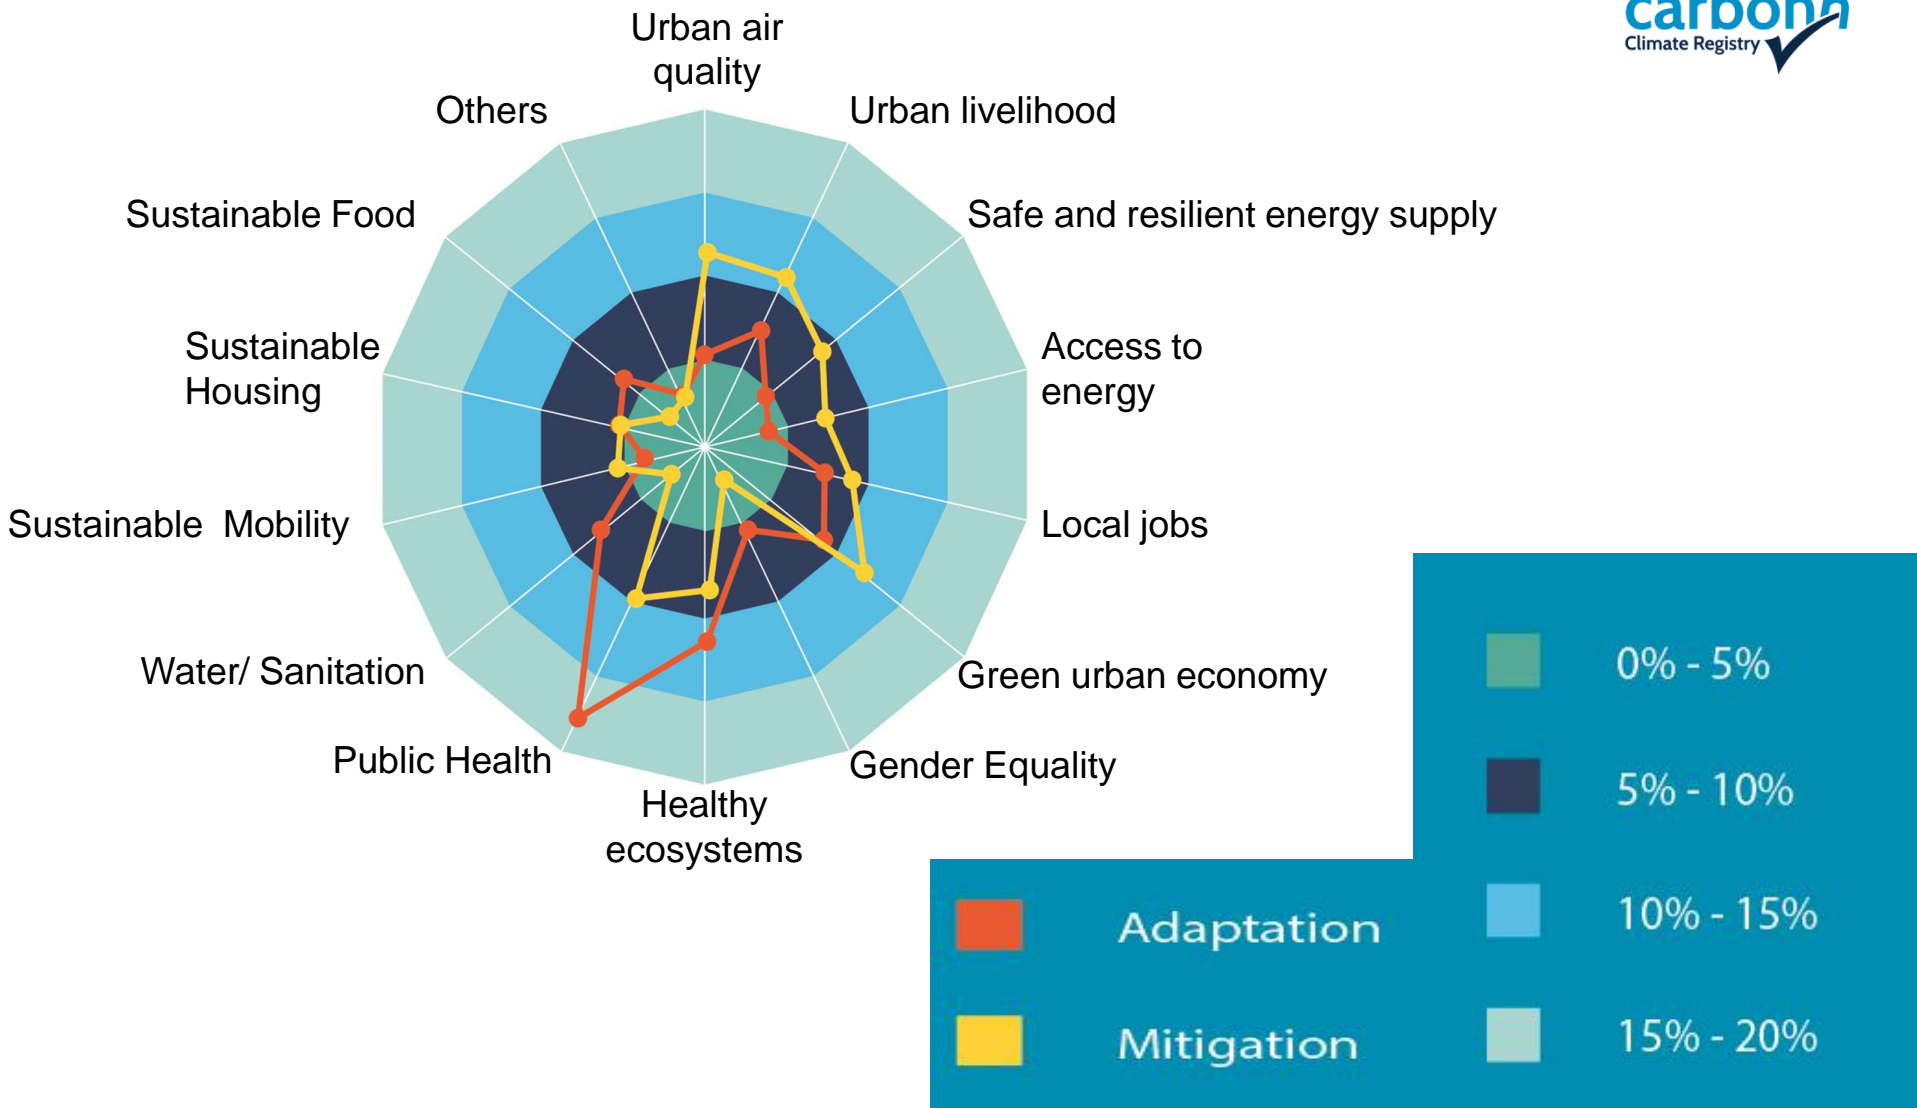 carbonn
Climate Registry
Urban air
quality
Others
Urban livelihood
Sustainable Food
Safe and resilient energy supply
Sustainable
Housing
Access to
energy
Sustainable  Mobility
Local jobs
Water/ Sanitation
Green urban economy
Public Health
Gender Equality
Healthy
ecosystems
0% - 5%
5% - 10%
10% - 15%
15% - 20%
Adaptation
Mitigation